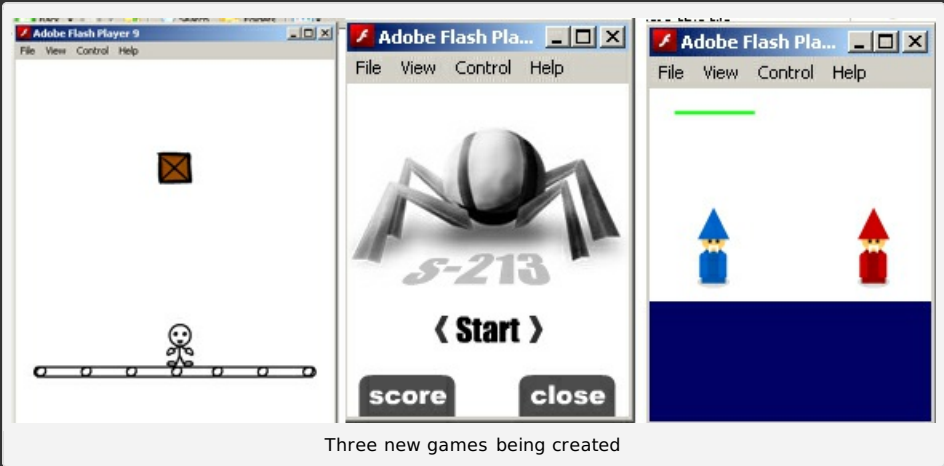 Adobe Flash Player 9
File View Control Help
Adobe Flash Pla...
File View Control Help
s-213
⟨ Start ⟩
score
close
Adobe Flash Pla...
File View Control Help
Three new games being created